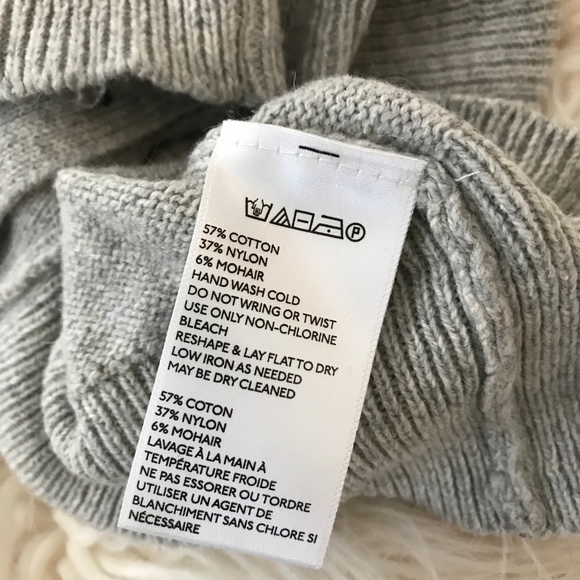 P
57% COTTON
37% NYLON
6% MOHAIR
HAND WASH COLD
DO NOT WRING OR TWIST
USE ONLY NON-CHLORINE
BLEACH
RESHAPE & LAY FLAT TO DRY
LOW IRON AS NEEDED
MAY BE DRY CLEANED
57% COTTON
37% NYLON
6% MOHAIR
LAVAGE À LA MAIN À
TEMPÉRATURE FROIDE
NE PAS ESSORER OU TORDRE
UTILISER UN AGENT DE
BLANCHIMENT SANS CHLORE SI
NÉCESSAIRE